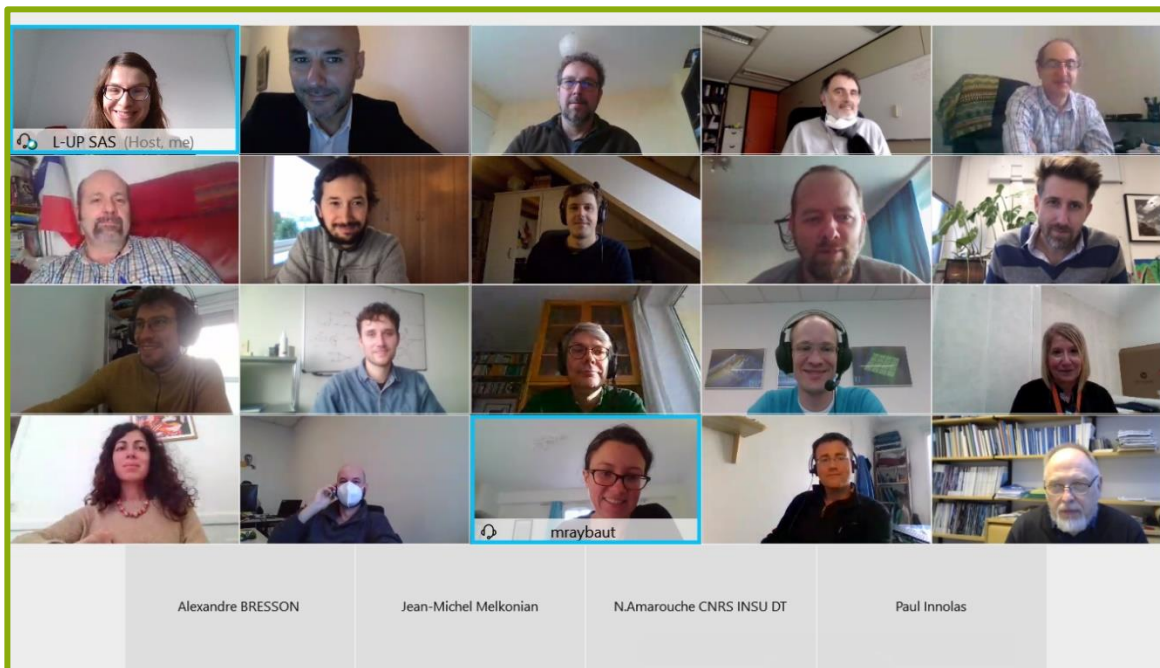 L-UP SAS (Host, me)
mraybaut
Alexandre BRESSON
Jean-Michel Melkonian
N.Amarouche CNRS INSU DT
Paul Innolas